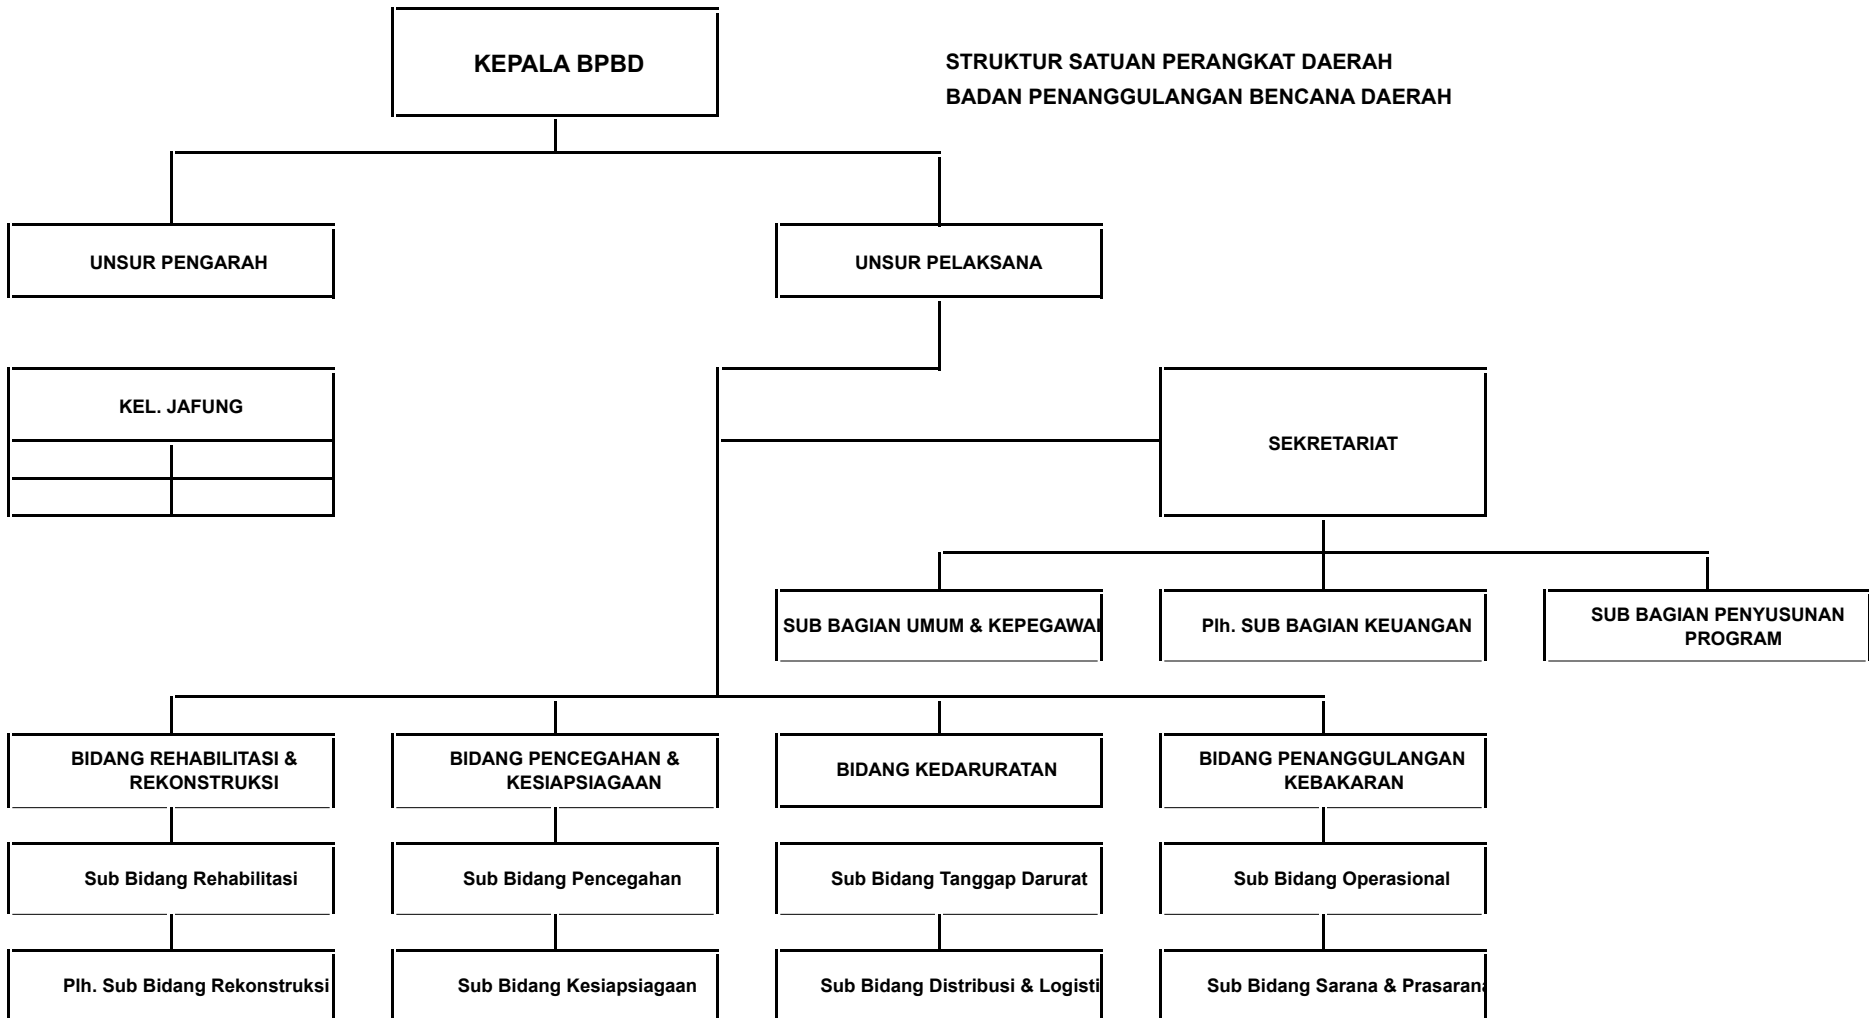 KEPALA BPBD
STRUKTUR SATUAN PERANGKAT DAERAH
BADAN PENANGGULANGAN BENCANA DAERAH
UNSUR PENGARAH
UNSUR PELAKSANA
KEL. JAFUNG
SEKRETARIAT
SUB BAGIAN UMUM & KEPEGAWAI
Plh. SUB BAGIAN KEUANGAN
SUB BAGIAN PENYUSUNAN
PROGRAM
BIDANG REHABILITASI &
REKONSTRUKSI
BIDANG PENCEGAHAN &
KESIAPSIAGAAN
BIDANG KEDARURATAN
BIDANG PENANGGULANGAN
KEBAKARAN
Sub Bidang Rehabilitasi
Sub Bidang Pencegahan
Sub Bidang Tanggap Darurat
Sub Bidang Operasional
Plh. Sub Bidang Rekonstruksi
Sub Bidang Kesiapsiagaan
Sub Bidang Distribusi & Logisti
Sub Bidang Sarana & Prasarana